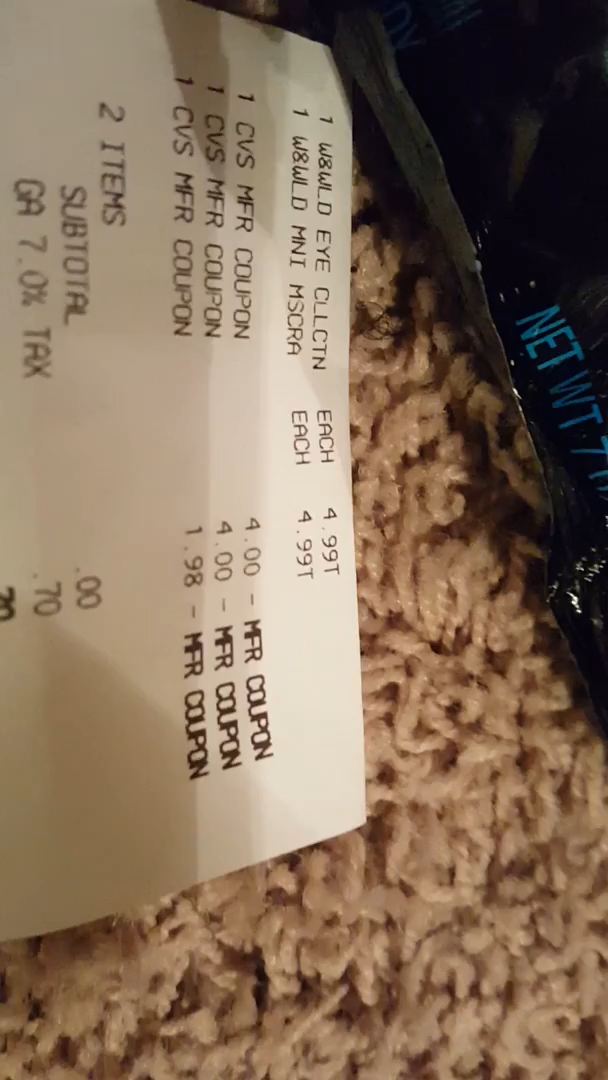 1 W&WLD EYE CLLCTN EACH 4.99T
1 W&WLD MNI MSCRA EACH 4.99T
1 CVS MFR COUPON 4.00 - MFR COUPON
1 CVS MFR COUPON 4.00 - MFR COUPON
1 CVS MFR COUPON 1.98 - MFR COUPON
2 ITEMS
SUBTOTAL .00
GA 7.0% TAX .70
NET WT 7